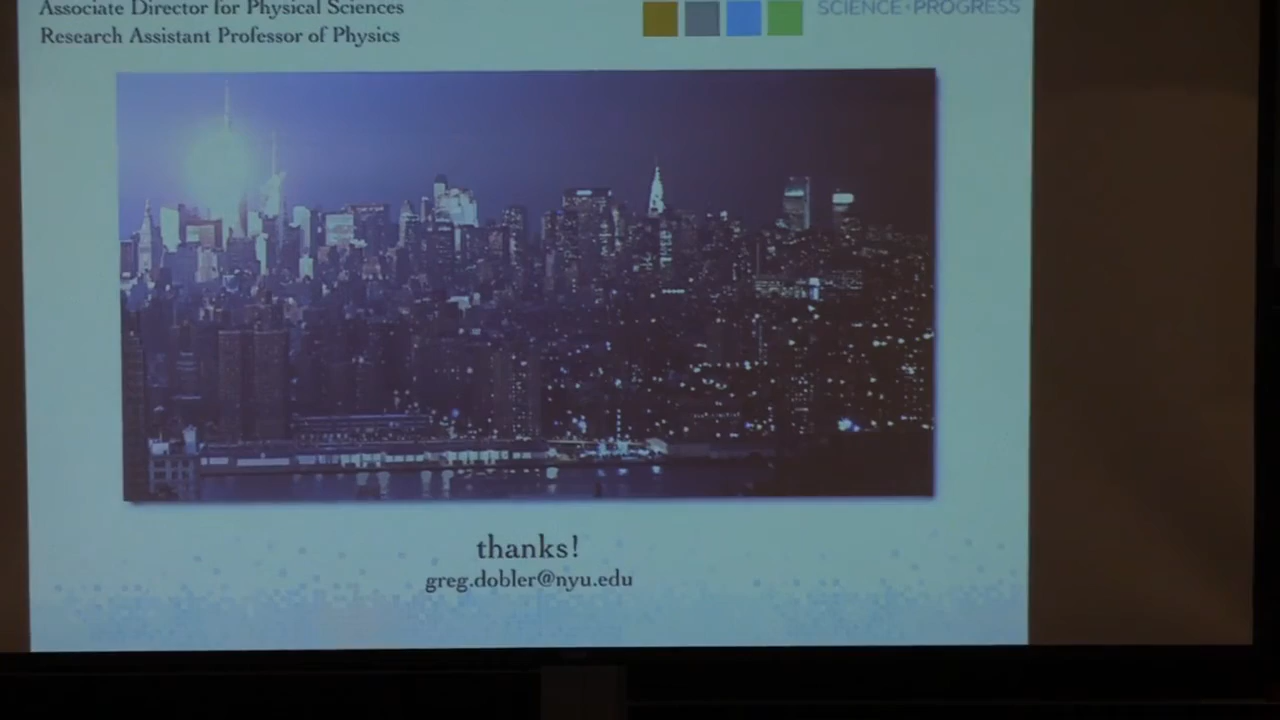 Associate Director for Physical Sciences
Research Assistant Professor of Physics
SCIENCE+PROGRESS
thanks!
greg.dobler@nyu.edu